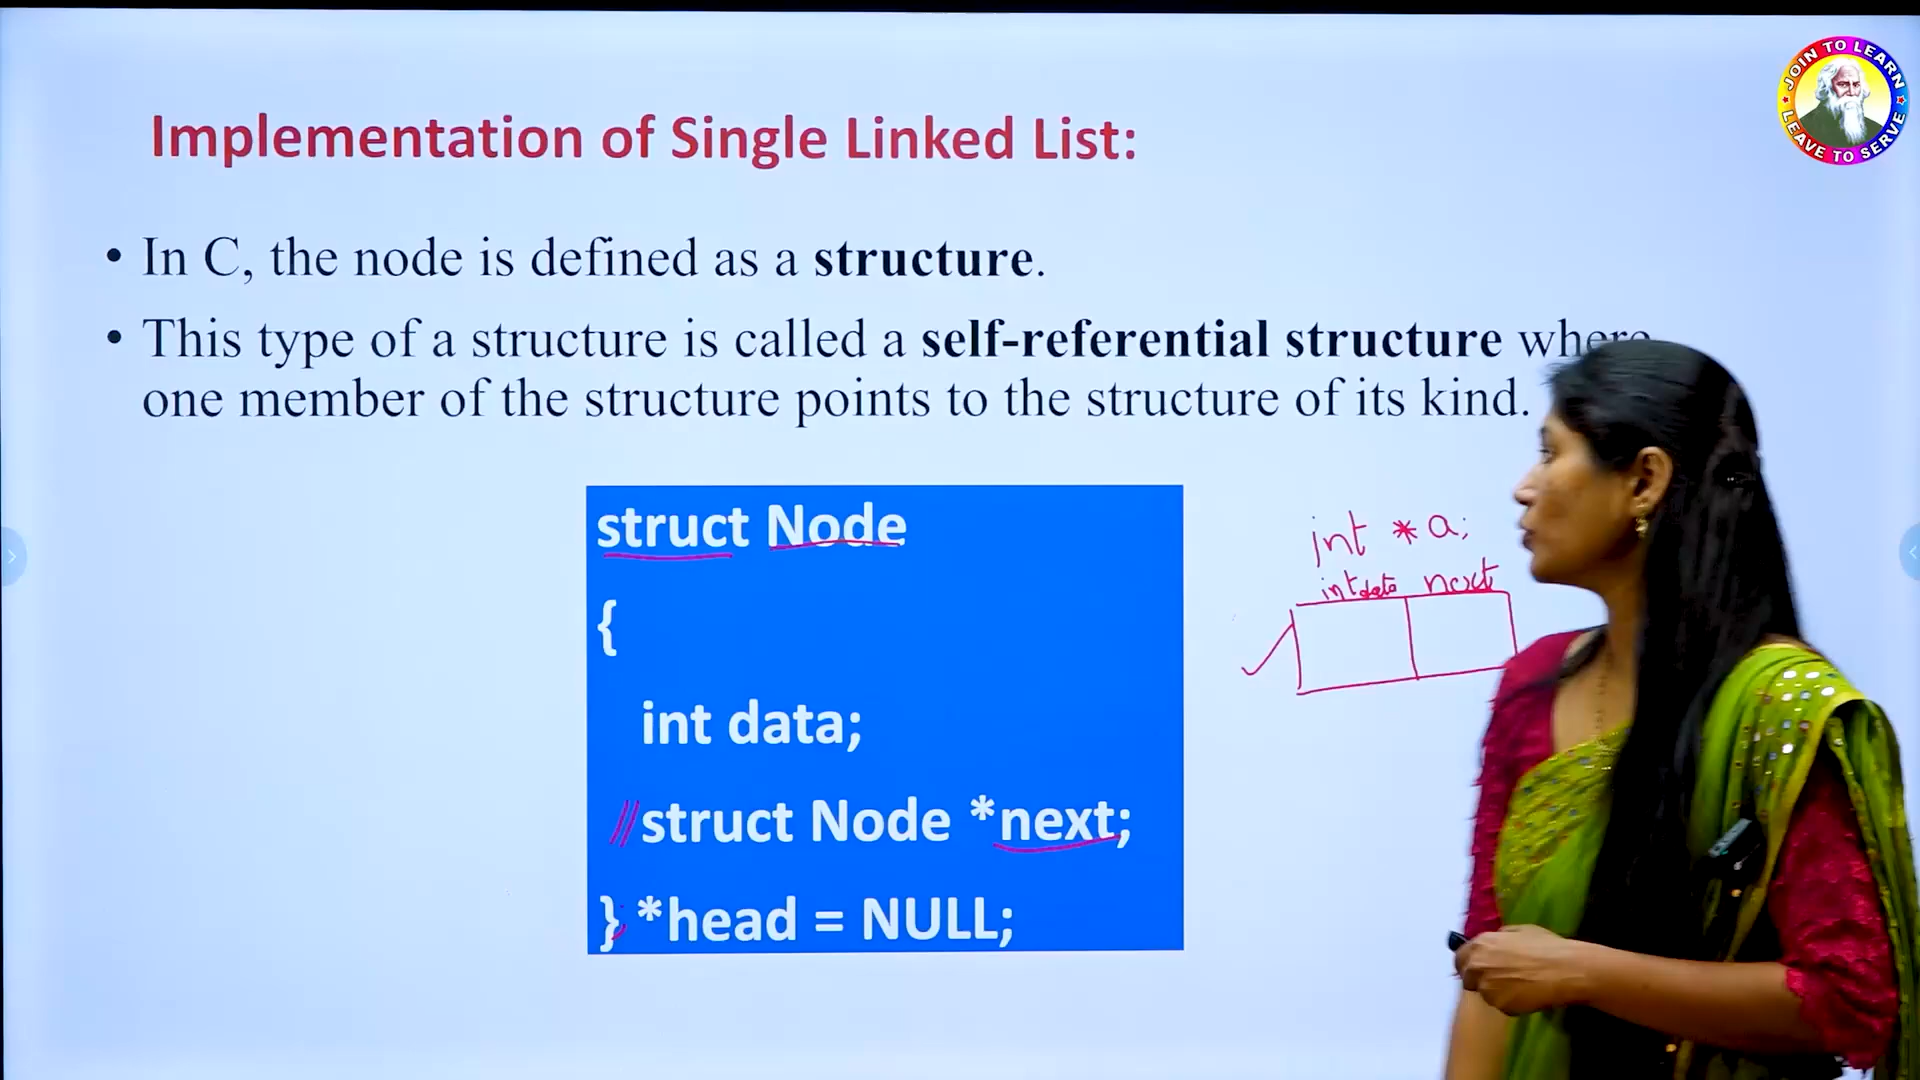 JOIN TO LEARN
LEAVE TO SERVE
Implementation of Single Linked List:
• In C, the node is defined as a structure.
• This type of a structure is called a self-referential structure where
one member of the structure points to the structure of its kind.
struct Node
{
int data;
//struct Node *next;
}; *head = NULL;
int *a;
int data next